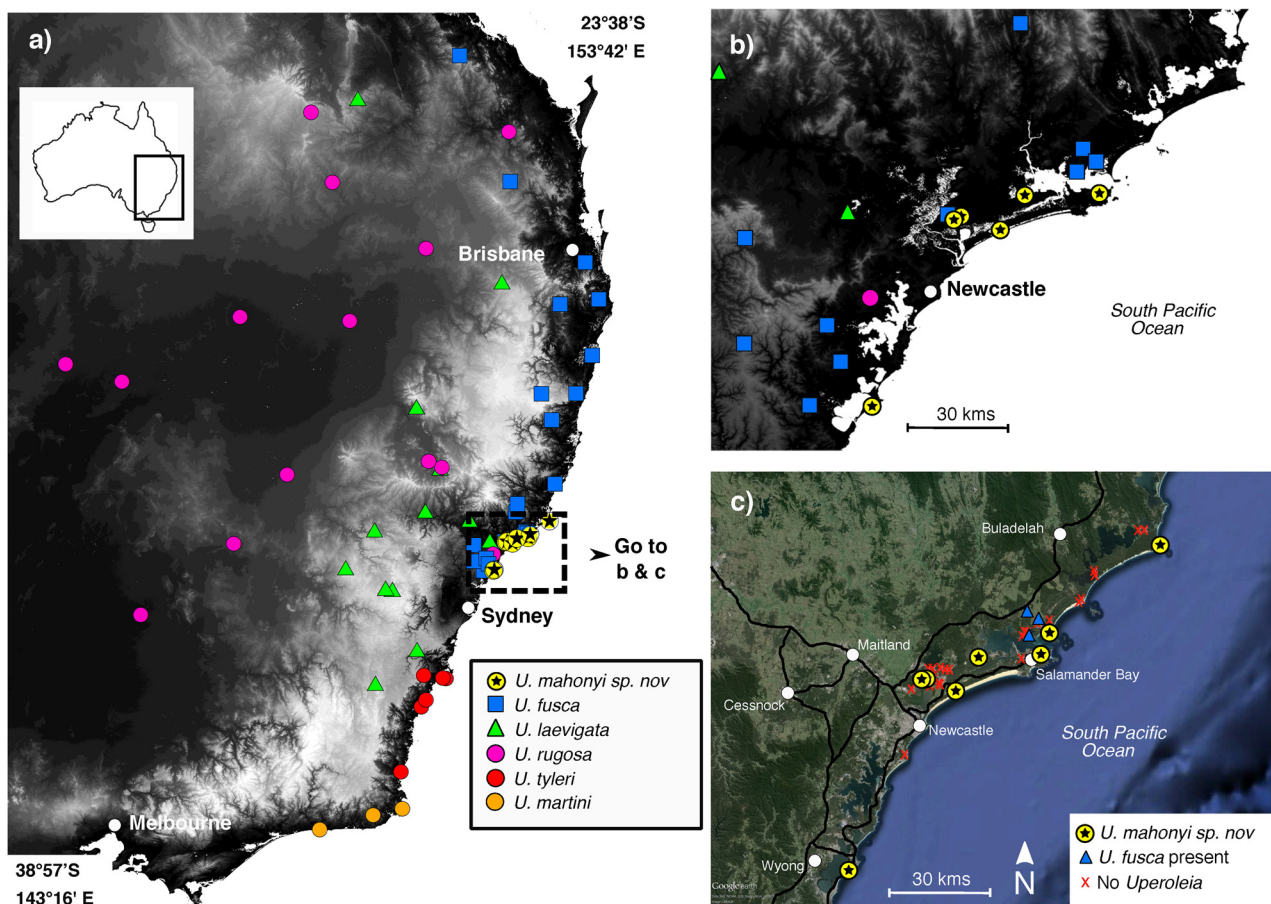 a)
23°38'S
153°42' E
Brisbane
Go to
b & c
Sydney
U. mahonyi sp. nov
U. fusca
U. laevigata
U. rugosa
U. tyleri
U. martini
Melbourne
38°57'S
143°16' E
b)
Newcastle
South Pacific
Ocean
30 kms
c)
Buladelah
Maitland
Salamander Bay
Cessnock
Newcastle
South Pacific
Ocean
Wyong
U. mahonyi sp. nov
U. fusca present
No Uperoleia
30 kms
N
Google earth